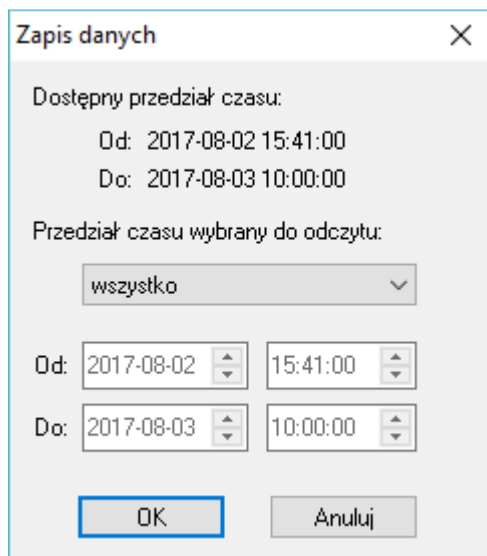 Zapis danych
Dostępny przedział czasu:
Od: 2017-08-02 15:41:00
Do: 2017-08-03 10:00:00
Przedział czasu wybrany do odczytu:
wszystko
Od: 2017-08-02 15:41:00
Do: 2017-08-03 10:00:00
OK Anuluj